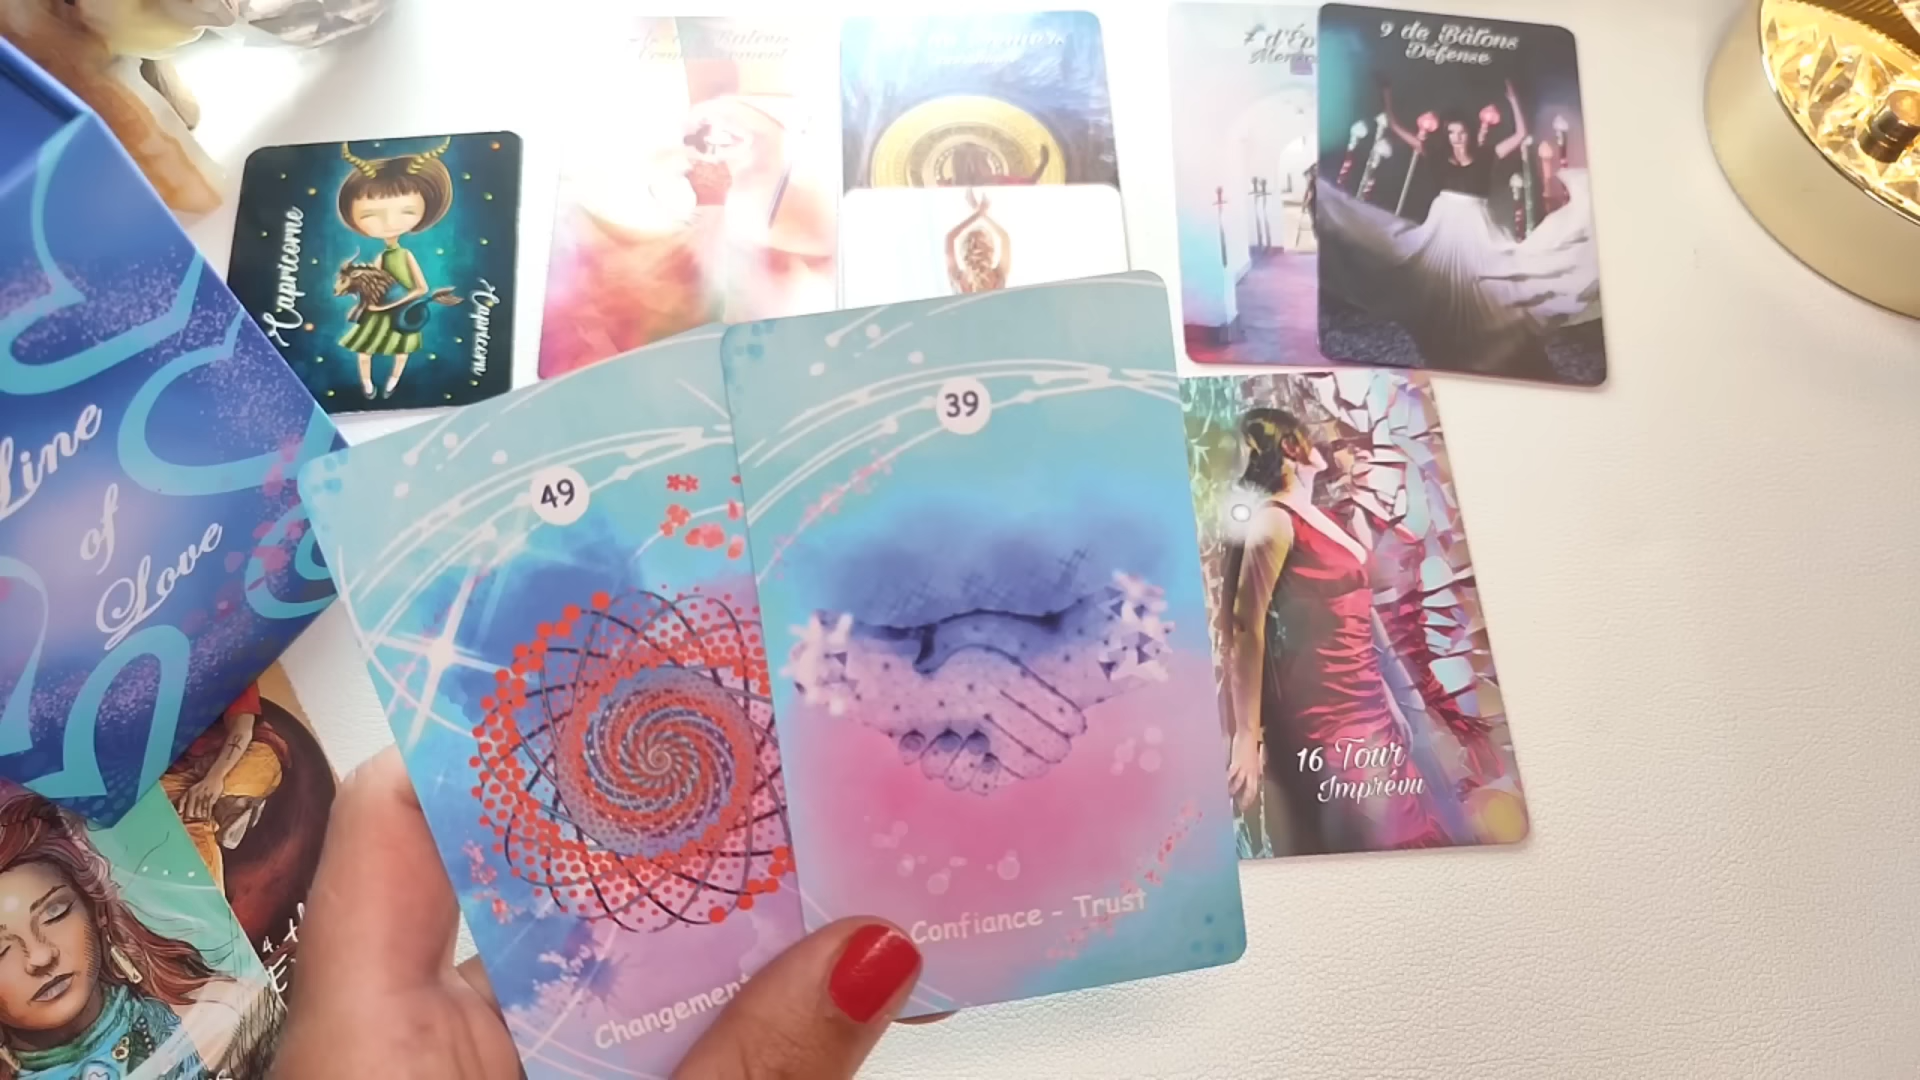 9 de Bâtons
Défense
Capricorne
Capricorn
Line
of
Love
49
39
Confiance - Trust
Changement
16 Tour
Imprévu